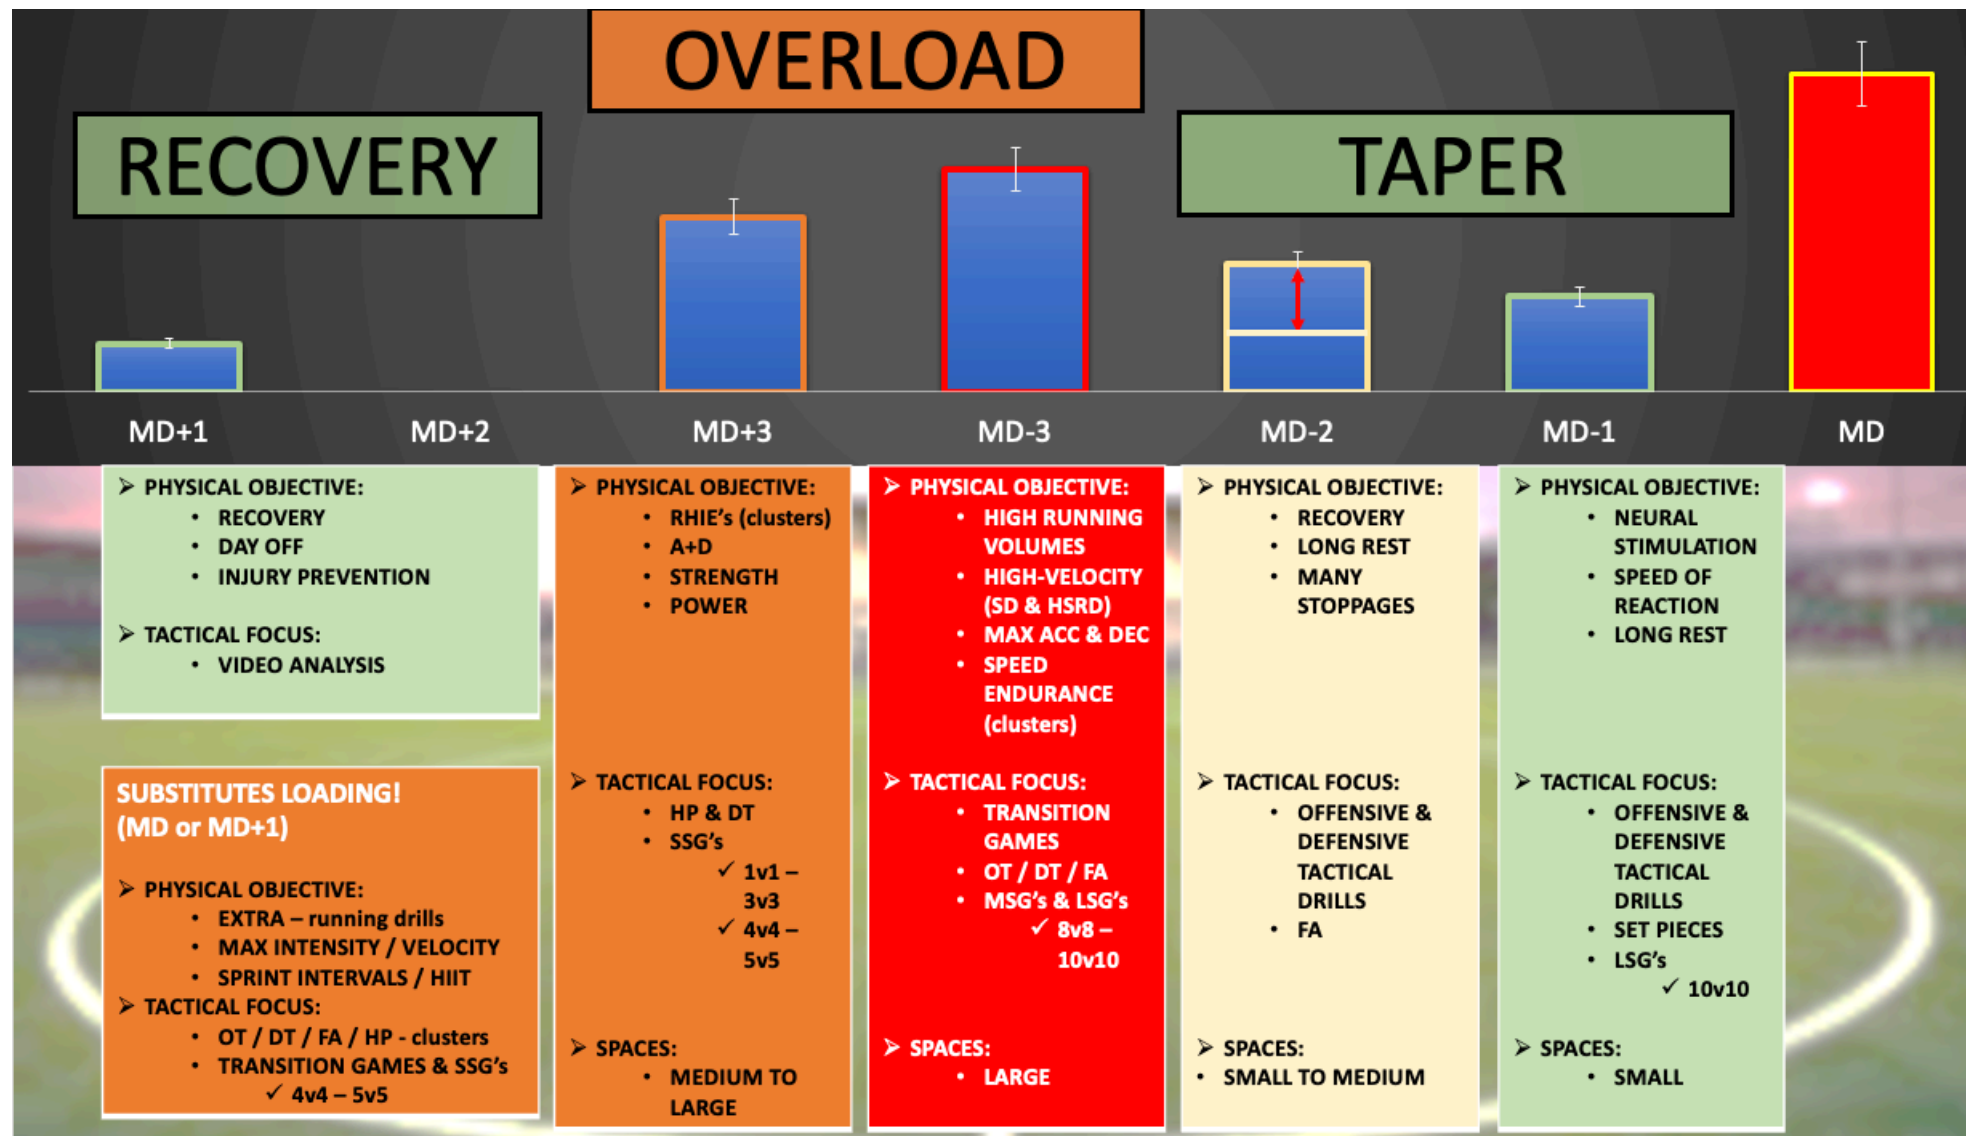 OVERLOAD
RECOVERY
TAPER
MD+1
MD+2
MD+3
MD-3
MD-2
MD-1
MD
➢ PHYSICAL OBJECTIVE:
• RECOVERY
• DAY OFF
• INJURY PREVENTION
➢ TACTICAL FOCUS:
• VIDEO ANALYSIS
SUBSTITUTES LOADING!
(MD or MD+1)
➢ PHYSICAL OBJECTIVE:
• EXTRA – running drills
• MAX INTENSITY / VELOCITY
• SPRINT INTERVALS / HIIT
➢ TACTICAL FOCUS:
• OT / DT / FA / HP - clusters
• TRANSITION GAMES & SSG's
✓ 4v4 – 5v5
➢ PHYSICAL OBJECTIVE:
• RHIE's (clusters)
• A+D
• STRENGTH
• POWER
➢ TACTICAL FOCUS:
• HP & DT
• SSG's
✓ 1v1 –
3v3
✓ 4v4 –
5v5
➢ SPACES:
• MEDIUM TO
LARGE
➢ PHYSICAL OBJECTIVE:
• HIGH RUNNING
VOLUMES
• HIGH-VELOCITY
(SD & HSRD)
• MAX ACC & DEC
• SPEED
ENDURANCE
(clusters)
➢ TACTICAL FOCUS:
• TRANSITION
GAMES
• OT / DT / FA
• MSG's & LSG's
✓ 8v8 –
10v10
➢ SPACES:
• LARGE
➢ PHYSICAL OBJECTIVE:
• RECOVERY
• LONG REST
• MANY
STOPPAGES
➢ TACTICAL FOCUS:
• OFFENSIVE &
DEFENSIVE
TACTICAL
DRILLS
• FA
➢ SPACES:
• SMALL TO MEDIUM
➢ PHYSICAL OBJECTIVE:
• NEURAL
STIMULATION
• SPEED OF
REACTION
• LONG REST
➢ TACTICAL FOCUS:
• OFFENSIVE &
DEFENSIVE
TACTICAL
DRILLS
• SET PIECES
• LSG's
✓ 10v10
➢ SPACES:
• SMALL